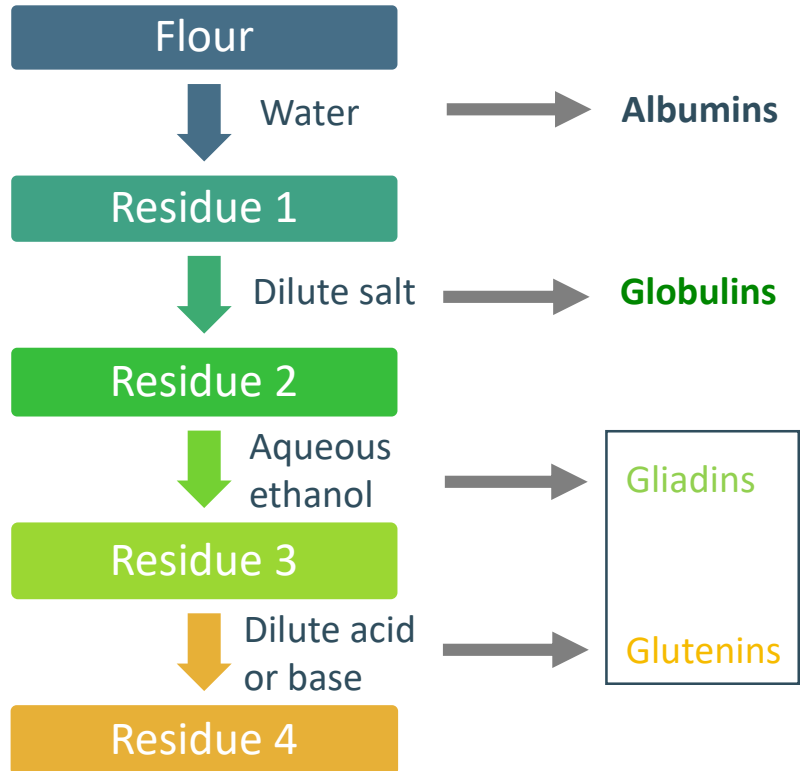 Flour
Water
Albumins
Residue 1
Dilute salt
Globulins
Residue 2
Aqueous
ethanol
Gliadins
Residue 3
Dilute acid
or base
Glutenins
Residue 4